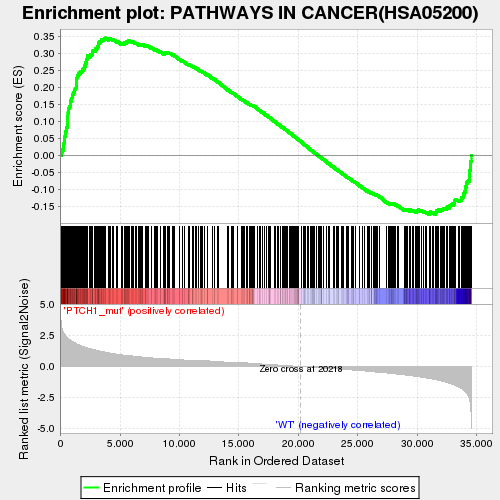 Enrichment plot: PATHWAYS IN CANCER(HSA05200)
Enrichment score (ES)
0.35
0.30
0.25
0.20
0.15
0.10
0.05
0.00
-0.05
-0.10
-0.15
Ranked list metric (Signal2Noise)
5.0
2.5
0.0
-2.5
-5.0
'PTCH1_mut' (positively correlated)
Zero cross at 20218
'WT' (negatively correlated)
0
5.000
10.000
15.000
20.000
25.000
30.000
35.000
Rank in Ordered Dataset
Enrichment profile
Hits
Ranking metric scores